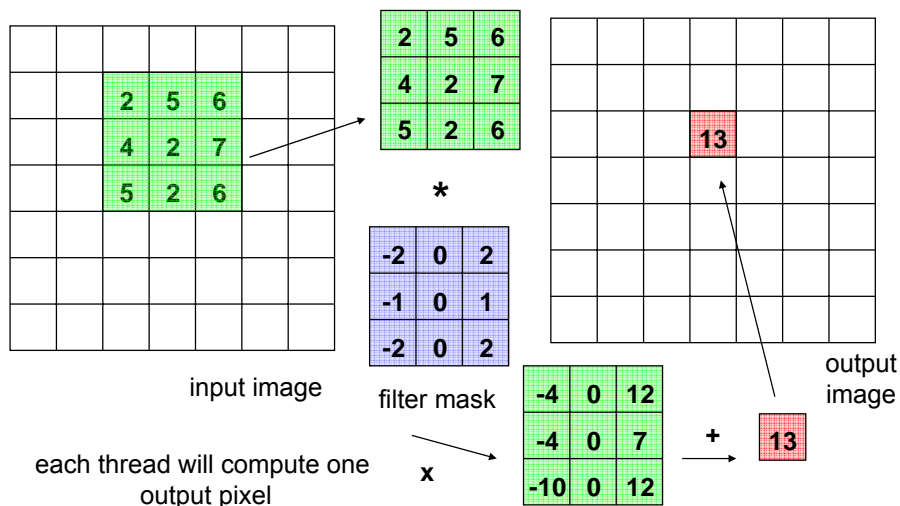 2 5 6
4 2 7
5 2 6
input image
2 5 6
4 2 7
5 2 6
*
-2 0 2
-1 0 1
-2 0 2
filter mask
x
-4 0 12
-4 0 7
-10 0 12
+
13
13
output
image
each thread will compute one
output pixel